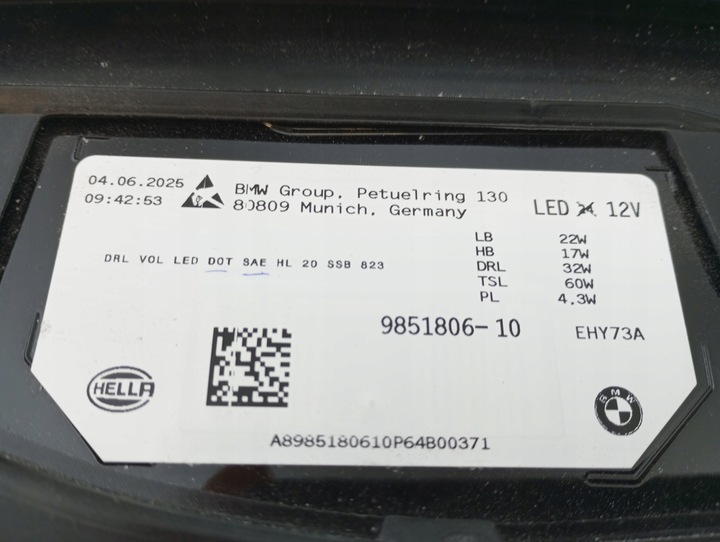 04.06.2025
09:42:53
BMW Group, Petuelring 130
80809 Munich, Germany
LED 12V
LB 22W
HB 17W
DRL 32W
TSL 60W
PL 4.3W
DRL VOL LED DOT SAE HL 20 SSB 823
9851806-10
EHY73A
HELLA
BMW
A8985180610P64B00371